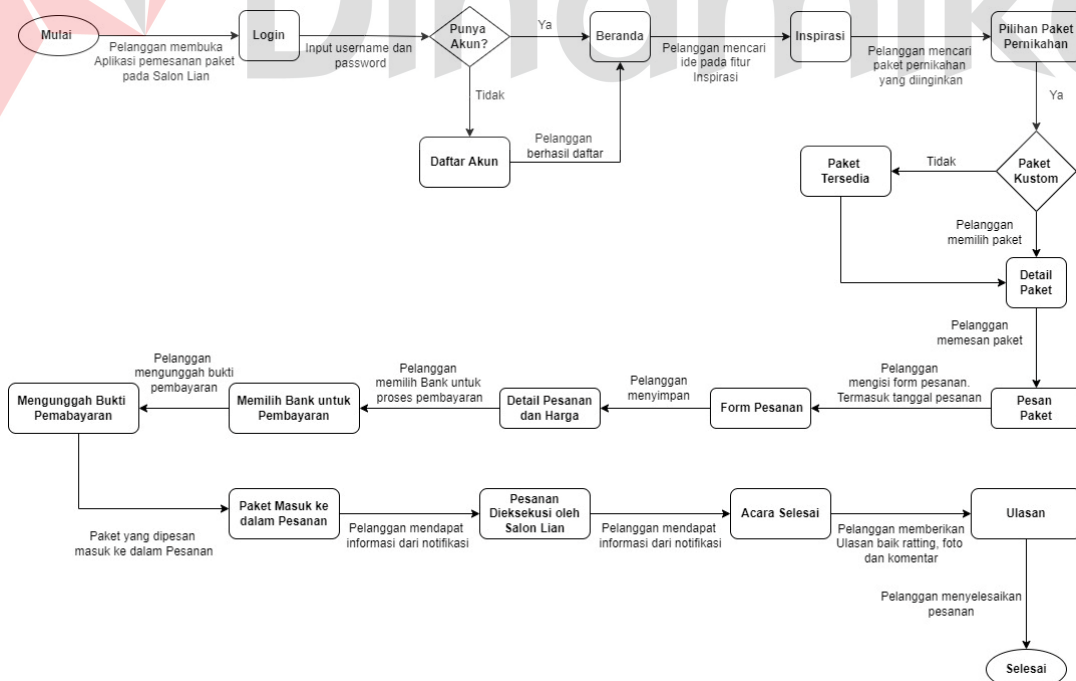 Dinamika
Mulai
Pelanggan membuka
Aplikasi pemesanan paket
pada Salon Lian
Login
Input username dan
password
Punya
Akun?
Ya
Tidak
Daftar Akun
Pelanggan
berhasil daftar
Beranda
Pelanggan mencari
ide pada fitur
Inspirasi
Inspirasi
Pelanggan mencari
paket pernikahan
yang diinginkan
Pilihan Paket
Pernikahan
Ya
Paket
Kustom
Tidak
Paket
Tersedia
Pelanggan
memilih paket
Detail
Paket
Pelanggan
memesan paket
Pesan
Paket
Pelanggan
mengisi form pesanan.
Termasuk tanggal pesanan
Form Pesanan
Pelanggan
menyimpan
Detail Pesanan
dan Harga
Pelanggan
memilih Bank untuk
proses pembayaran
Memilih Bank untuk
Pembayaran
Pelanggan
mengunggah bukti
pembayaran
Mengunggah Bukti
Pemabayaran
Paket yang dipesan
masuk ke dalam Pesanan
Paket Masuk ke
dalam Pesanan
Pelanggan mendapat
informasi dari notifikasi
Pesanan
Dieksekusi oleh
Salon Lian
Pelanggan mendapat
informasi dari notifikasi
Acara Selesai
Pelanggan memberikan
Ulasan baik ratting, foto
dan komentar
Ulasan
Pelanggan menyelesaikan
pesanan
Selesai